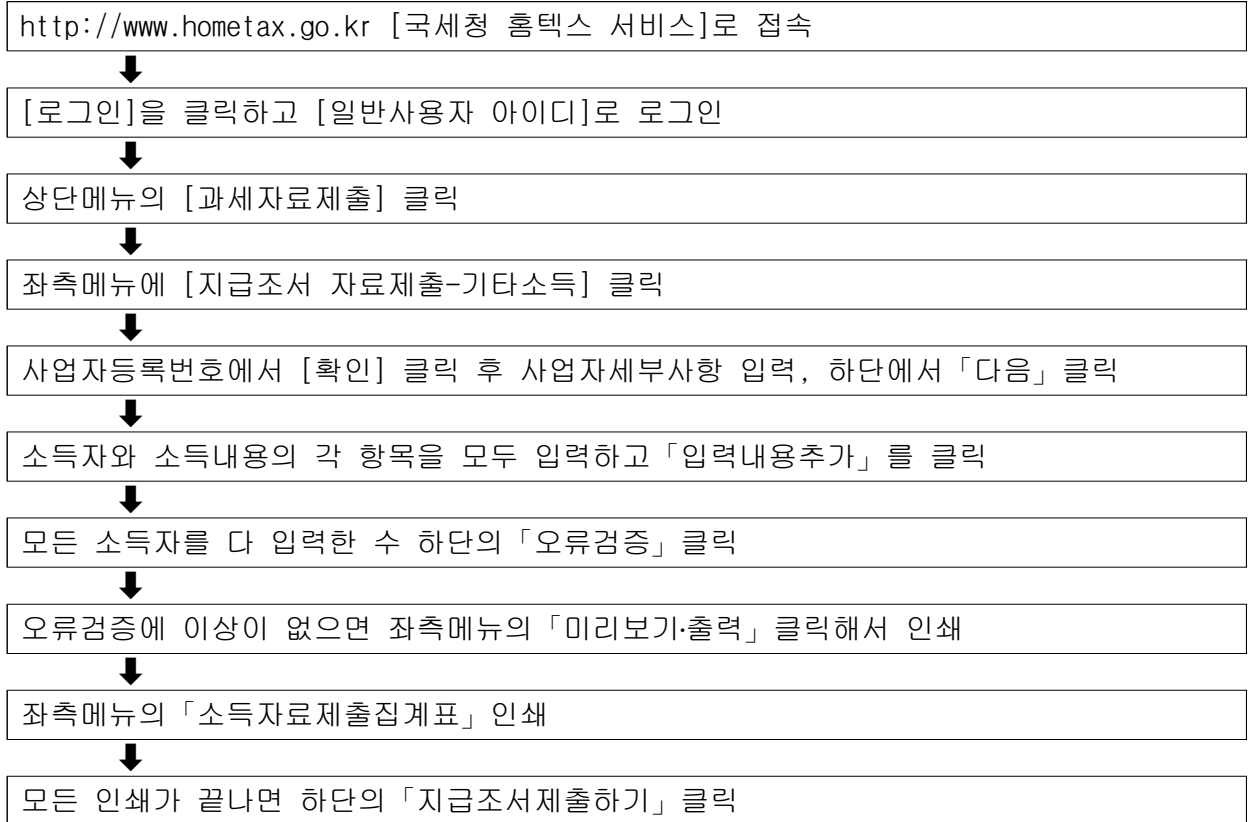 http://www.hometax.go.kr [국세청 홈텍스 서비스]로 접속
[로그인]을 클릭하고 [일반사용자 아이디]로 로그인
상단메뉴의 [과세자료제출] 클릭
좌측메뉴에 [지급조서 자료제출-기타소득] 클릭
사업자등록번호에서 [확인] 클릭 후 사업자세부사항 입력, 하단에서「다음」클릭
소득자와 소득내용의 각 항목을 모두 입력하고「입력내용추가」를 클릭
모든 소득자를 다 입력한 수 하단의「오류검증」클릭
오류검증에 이상이 없으면 좌측메뉴의「미리보기·출력」클릭해서 인쇄
좌측메뉴의「소득자료제출집계표」인쇄
모든 인쇄가 끝나면 하단의「지급조서제출하기」클릭